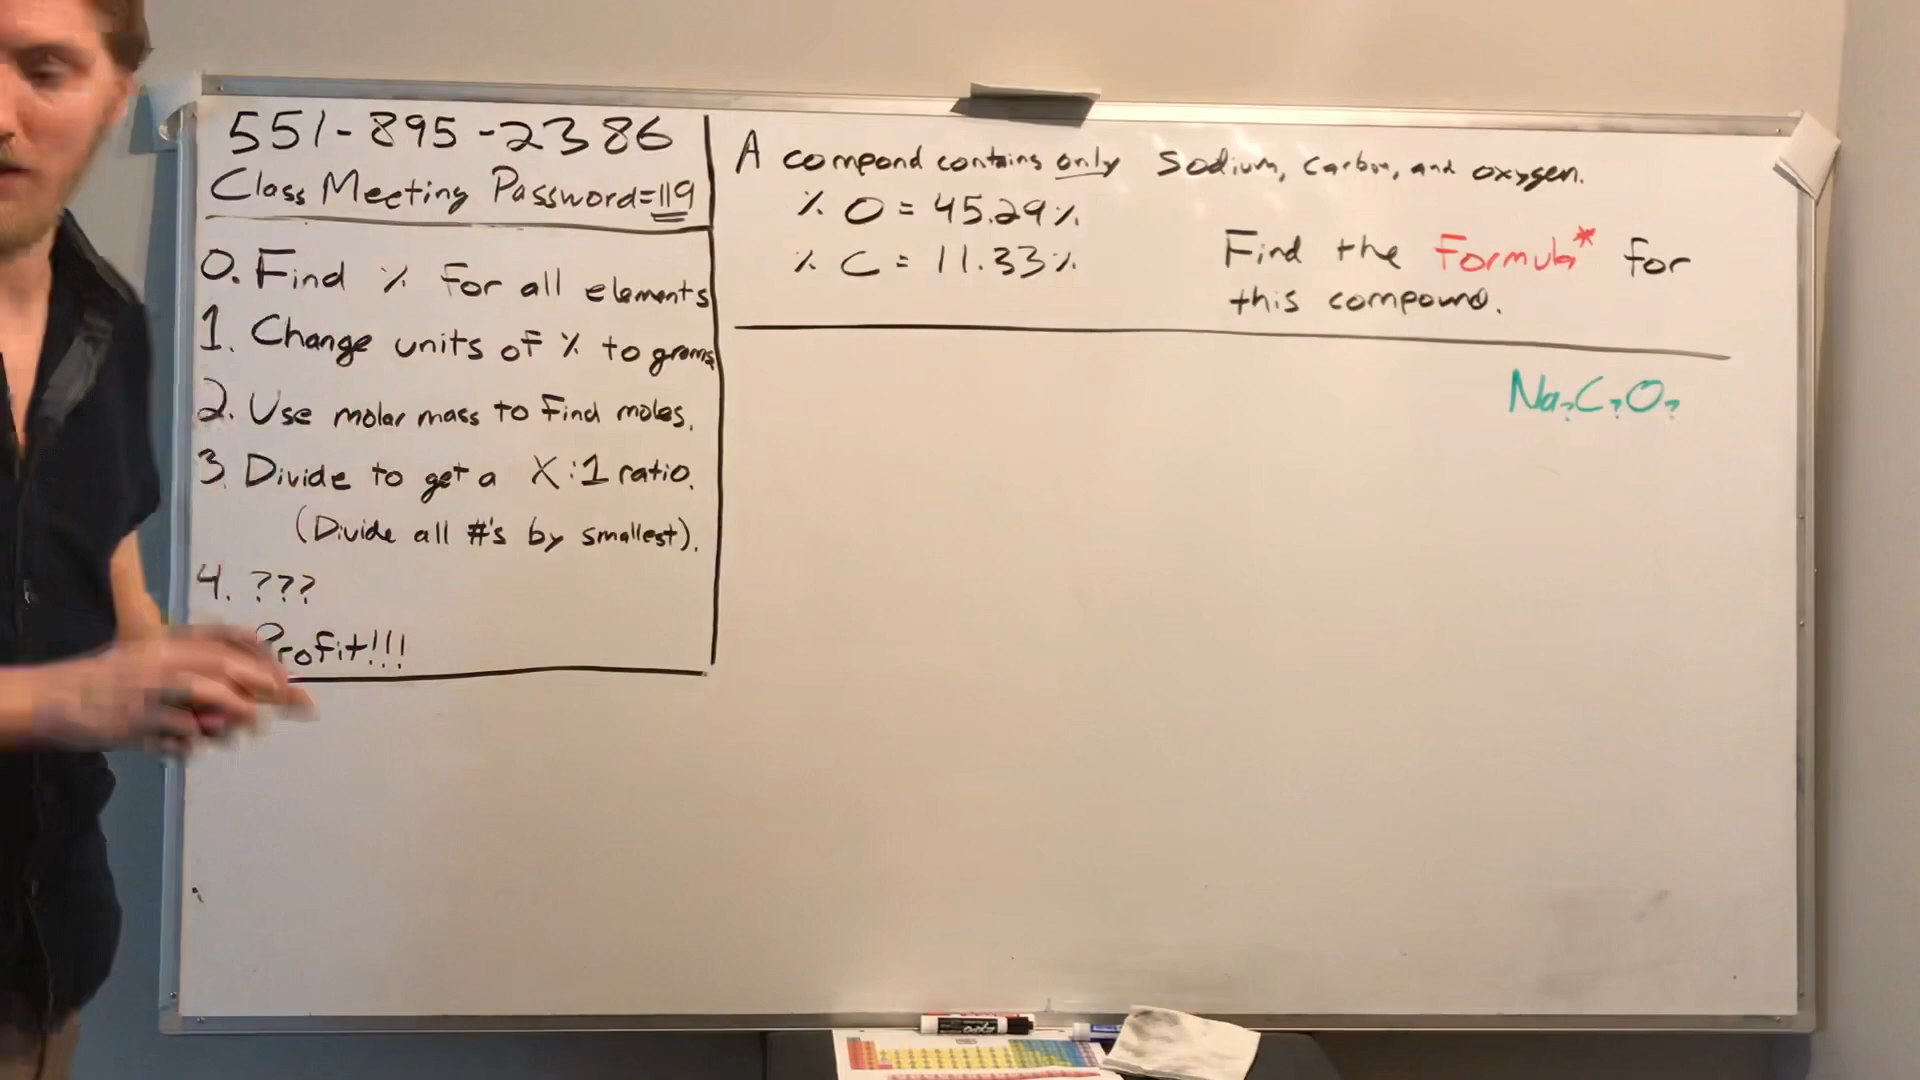 551-895-2386
Class Meeting Password=119
0. Find % for all elements
1. Change units of % to grams
2. Use molar mass to find moles.
3. Divide to get a X:1 ratio.
(Divide all #'s by smallest).
4. ???
Profit!!!
A compond contains only Sodium, carbon, and oxygen.
% O = 45.29%
% C = 11.33%
Find the Formula* for
this compound.
Na?C?O?